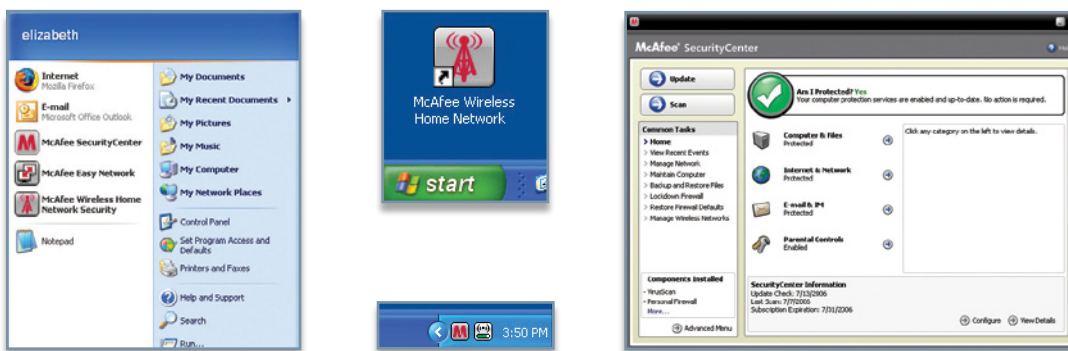 elizabeth
Internet
Mozilla Firefox
E-mail
Microsoft Office Outlook
McAfee SecurityCenter
McAfee Easy Network
McAfee Wireless Home
Network Security
Notepad
My Documents
My Recent Documents
My Pictures
My Music
My Computer
My Network Places
Control Panel
Set Program Access and
Defaults
Printers and Faxes
Help and Support
Search
Run...
McAfee Wireless
Home Network
start
3:50 PM
McAfee® SecurityCenter
Update
Scan
Common Tasks
Home
View Recent Events
Manage Network
Maintain Computer
Backup and Restore Files
Lockdown Firewall
Restore Firewall Defaults
Manage Wireless Networks
Components Installed
- VirusScan
- Personal Firewall
More...
Advanced Menu
Am I Protected? Yes
Your computer protection services are enabled and up-to-date. No action is required.
Computer & Files
Protected
Internet & Network
Protected
E-mail & IM
Protected
Parental Controls
Enabled
Click any category on the left to view details.
SecurityCenter Information
Update Check: 7/13/2006
Last Scan: 7/7/2006
Subscription Expiration: 7/31/2006
Configure
View Details